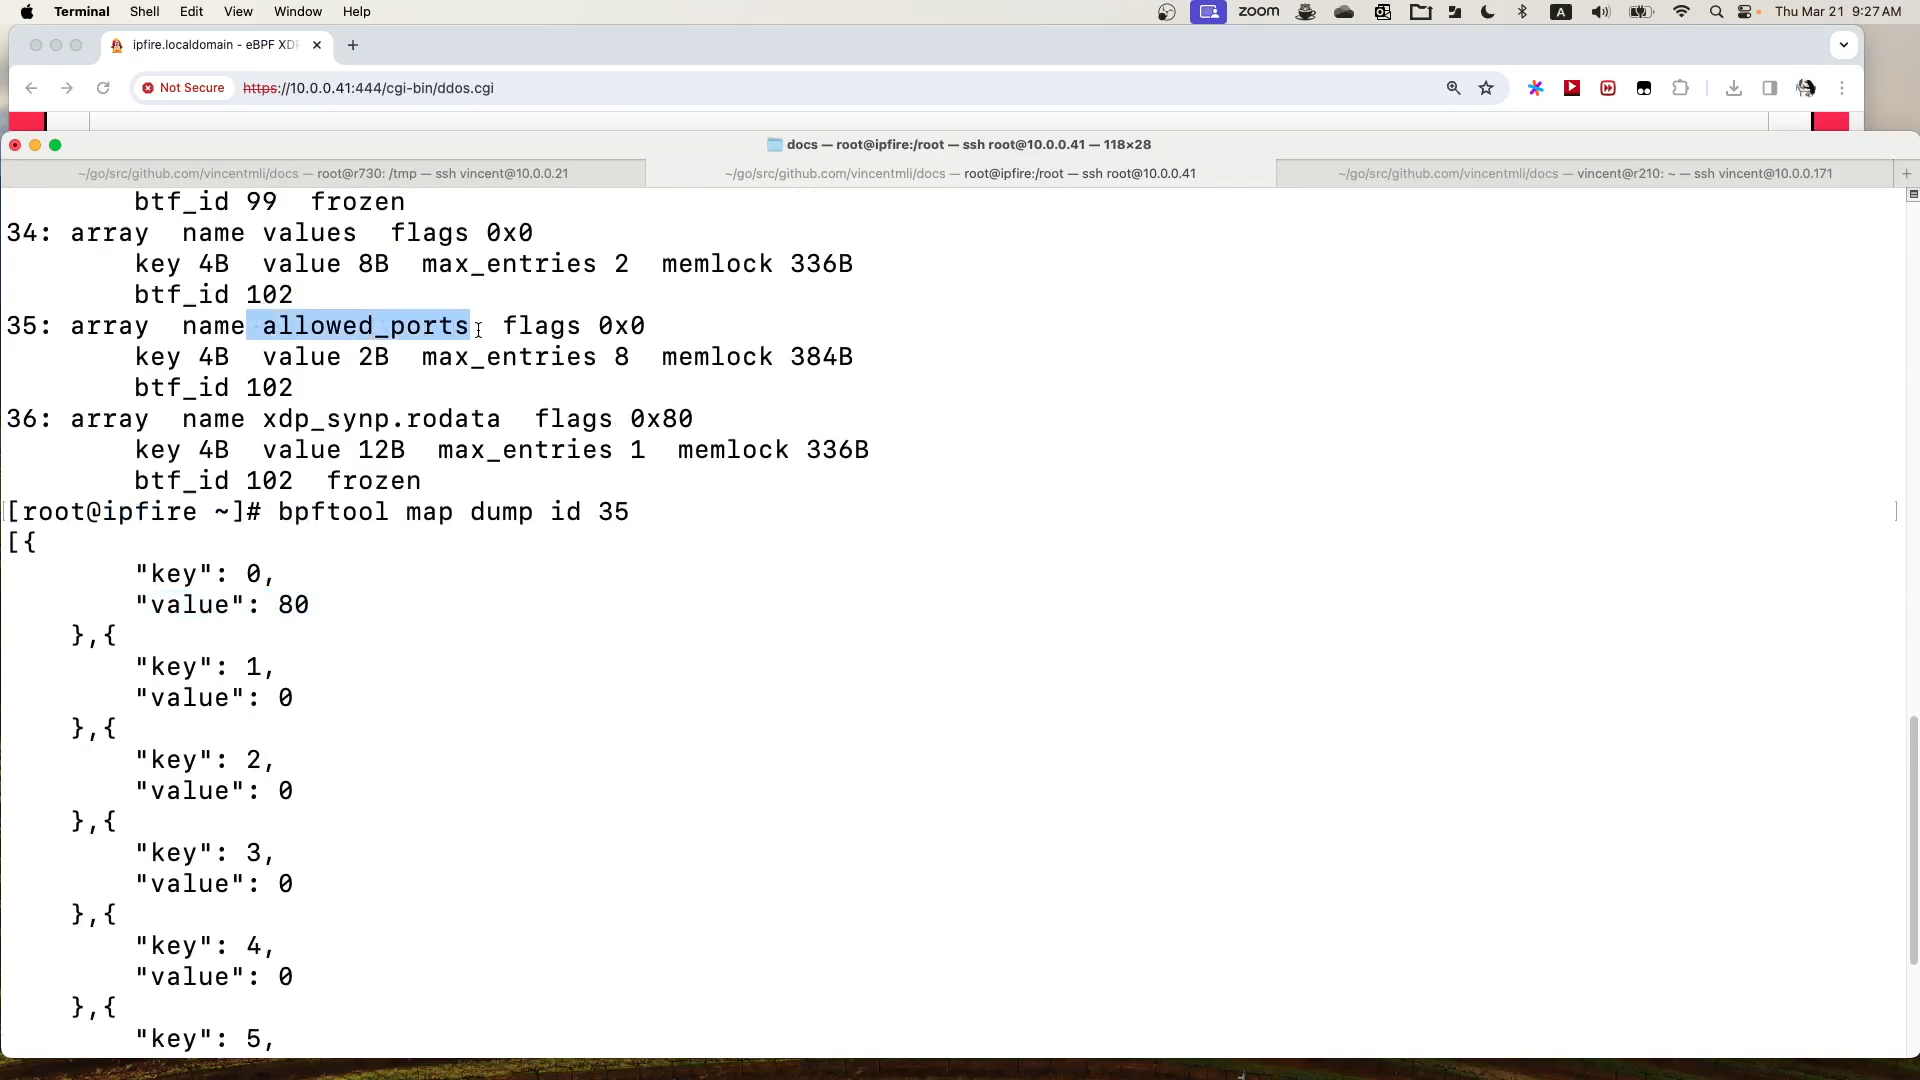 Terminal Shell Edit View Window Help zoom A Thu Mar 21 9:27 AM
ipfire.localdomain - eBPF XDP
Not Secure https://10.0.0.41:444/cgi-bin/ddos.cgi
docs — root@ipfire:/root — ssh root@10.0.0.41 — 118×28
~/go/src/github.com/vincentmli/docs — root@r730: /tmp — ssh vincent@10.0.0.21
~/go/src/github.com/vincentmli/docs — root@ipfire:/root — ssh root@10.0.0.41
~/go/src/github.com/vincentmli/docs — vincent@r210: ~ — ssh vincent@10.0.0.171
btf_id 99  frozen
34: array  name values  flags 0x0
key 4B  value 8B  max_entries 2  memlock 336B
btf_id 102
35: array  name allowed_ports  flags 0x0
key 4B  value 2B  max_entries 8  memlock 384B
btf_id 102
36: array  name xdp_synp.rodata  flags 0x80
key 4B  value 12B  max_entries 1  memlock 336B
btf_id 102  frozen
[root@ipfire ~]# bpftool map dump id 35
[{
"key": 0,
"value": 80
},{
"key": 1,
"value": 0
},{
"key": 2,
"value": 0
},{
"key": 3,
"value": 0
},{
"key": 4,
"value": 0
},{
"key": 5,